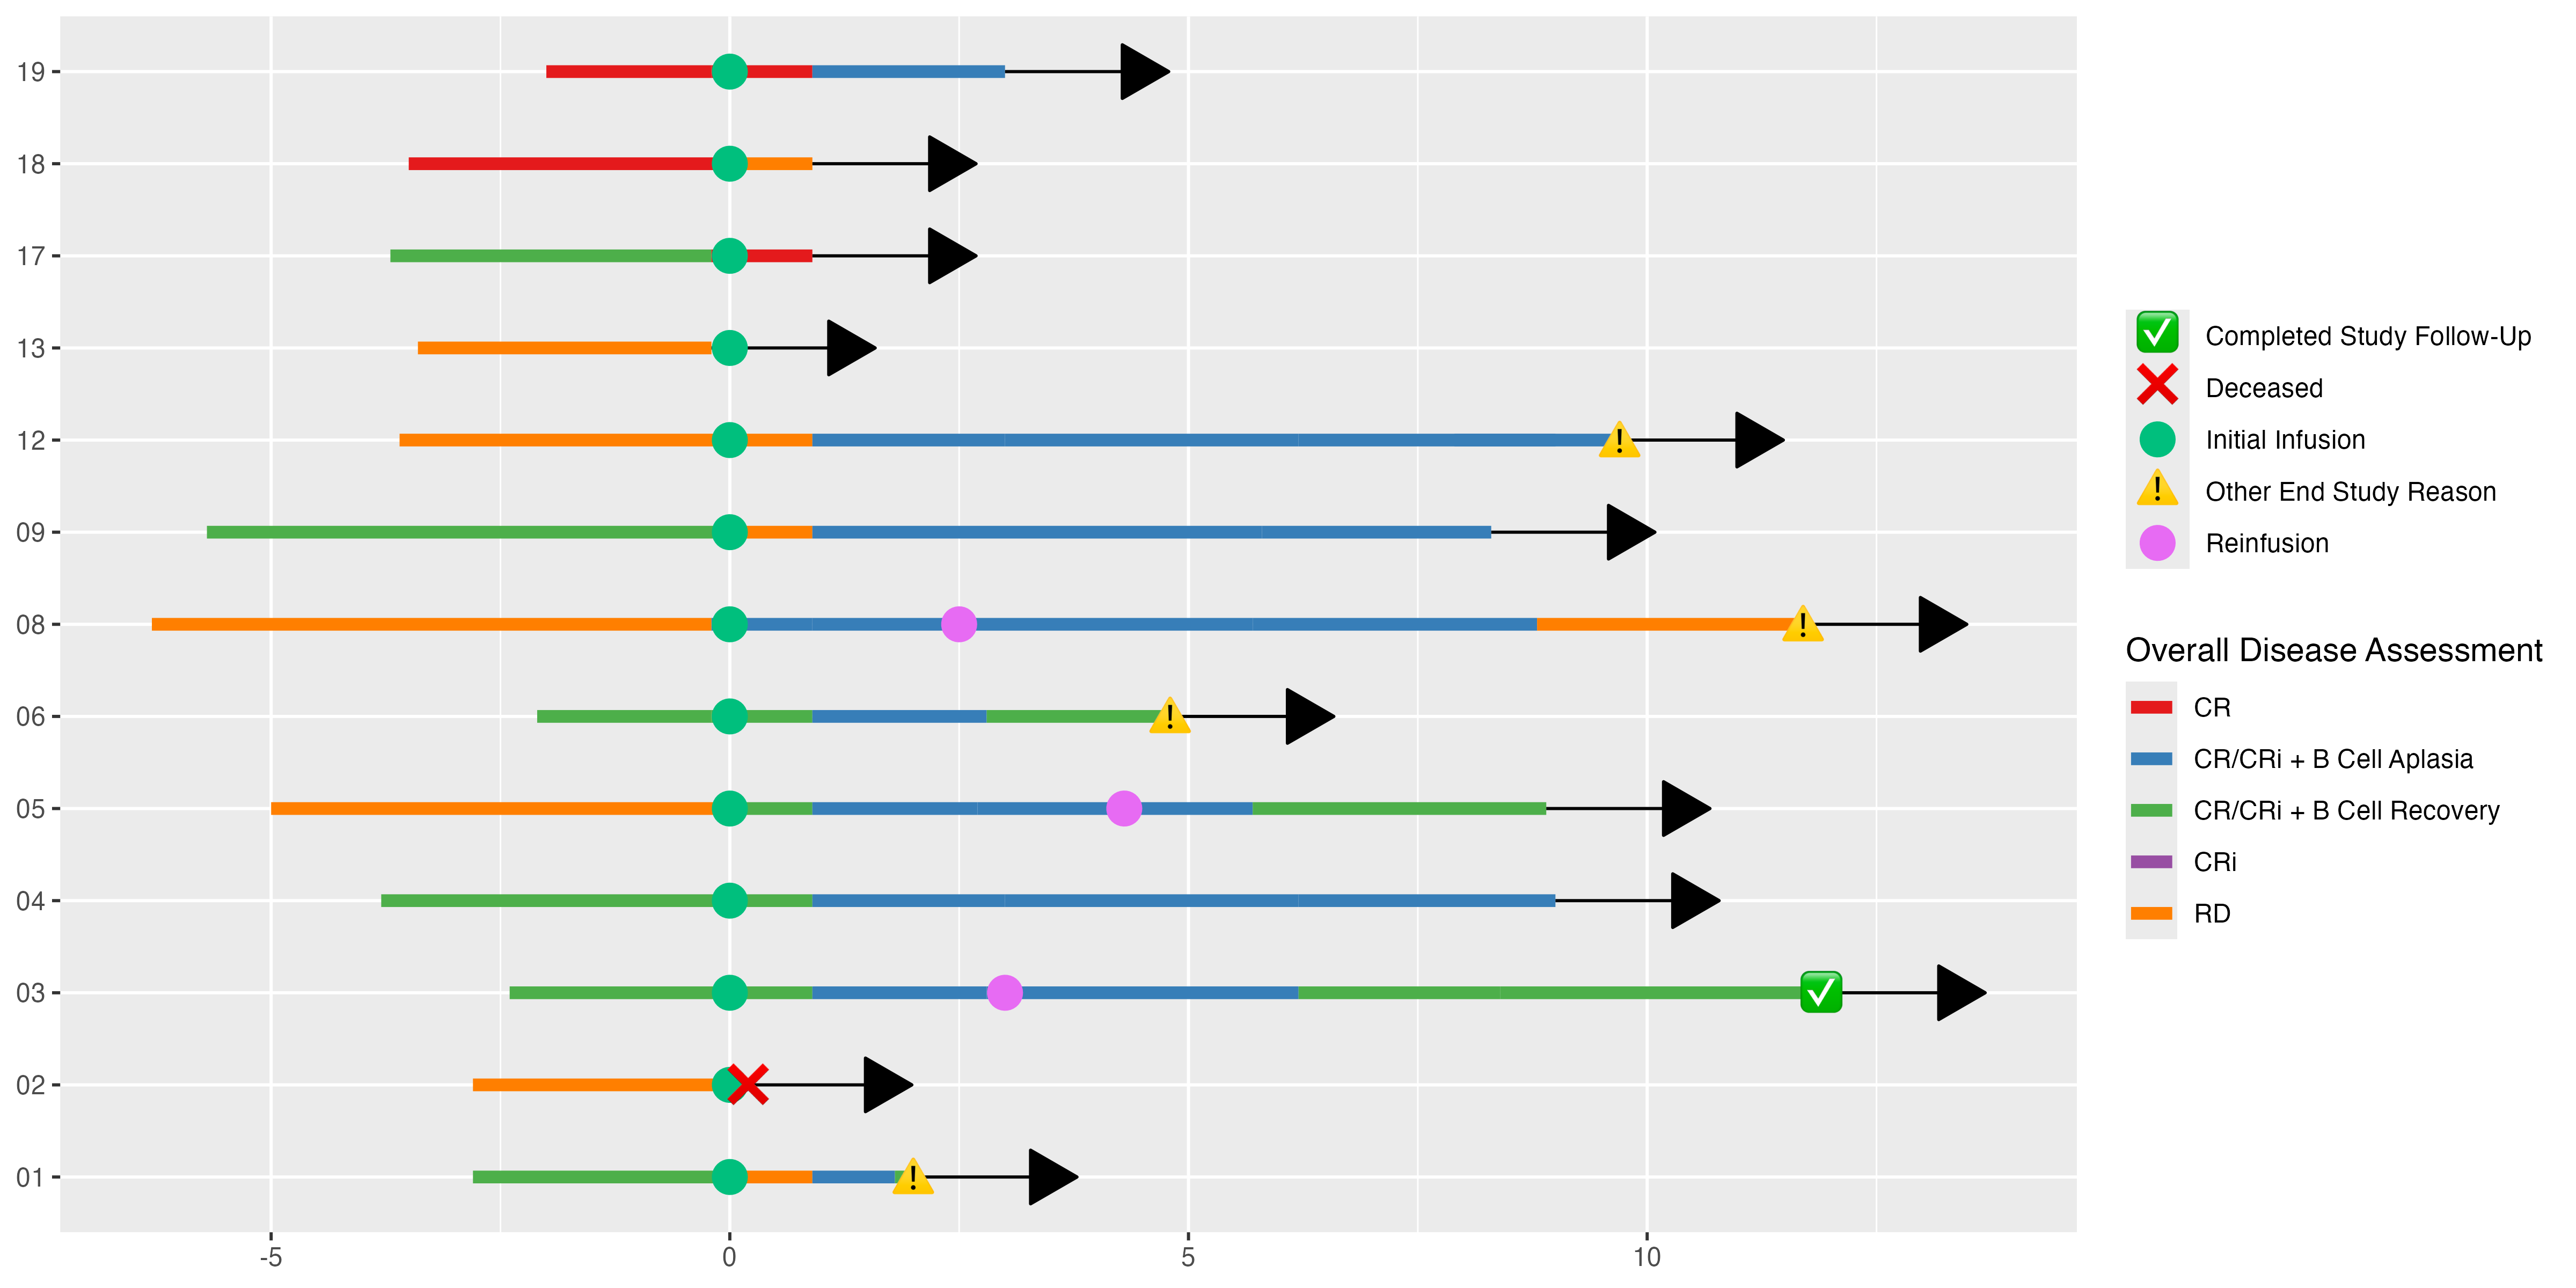 19
18
17
13
12
09
08
06
05
04
03
02
01
-5 0 5 10
Completed Study Follow-Up
Deceased
Initial Infusion
Other End Study Reason
Reinfusion
Overall Disease Assessment
CR
CR/CRi + B Cell Aplasia
CR/CRi + B Cell Recovery
CRi
RD